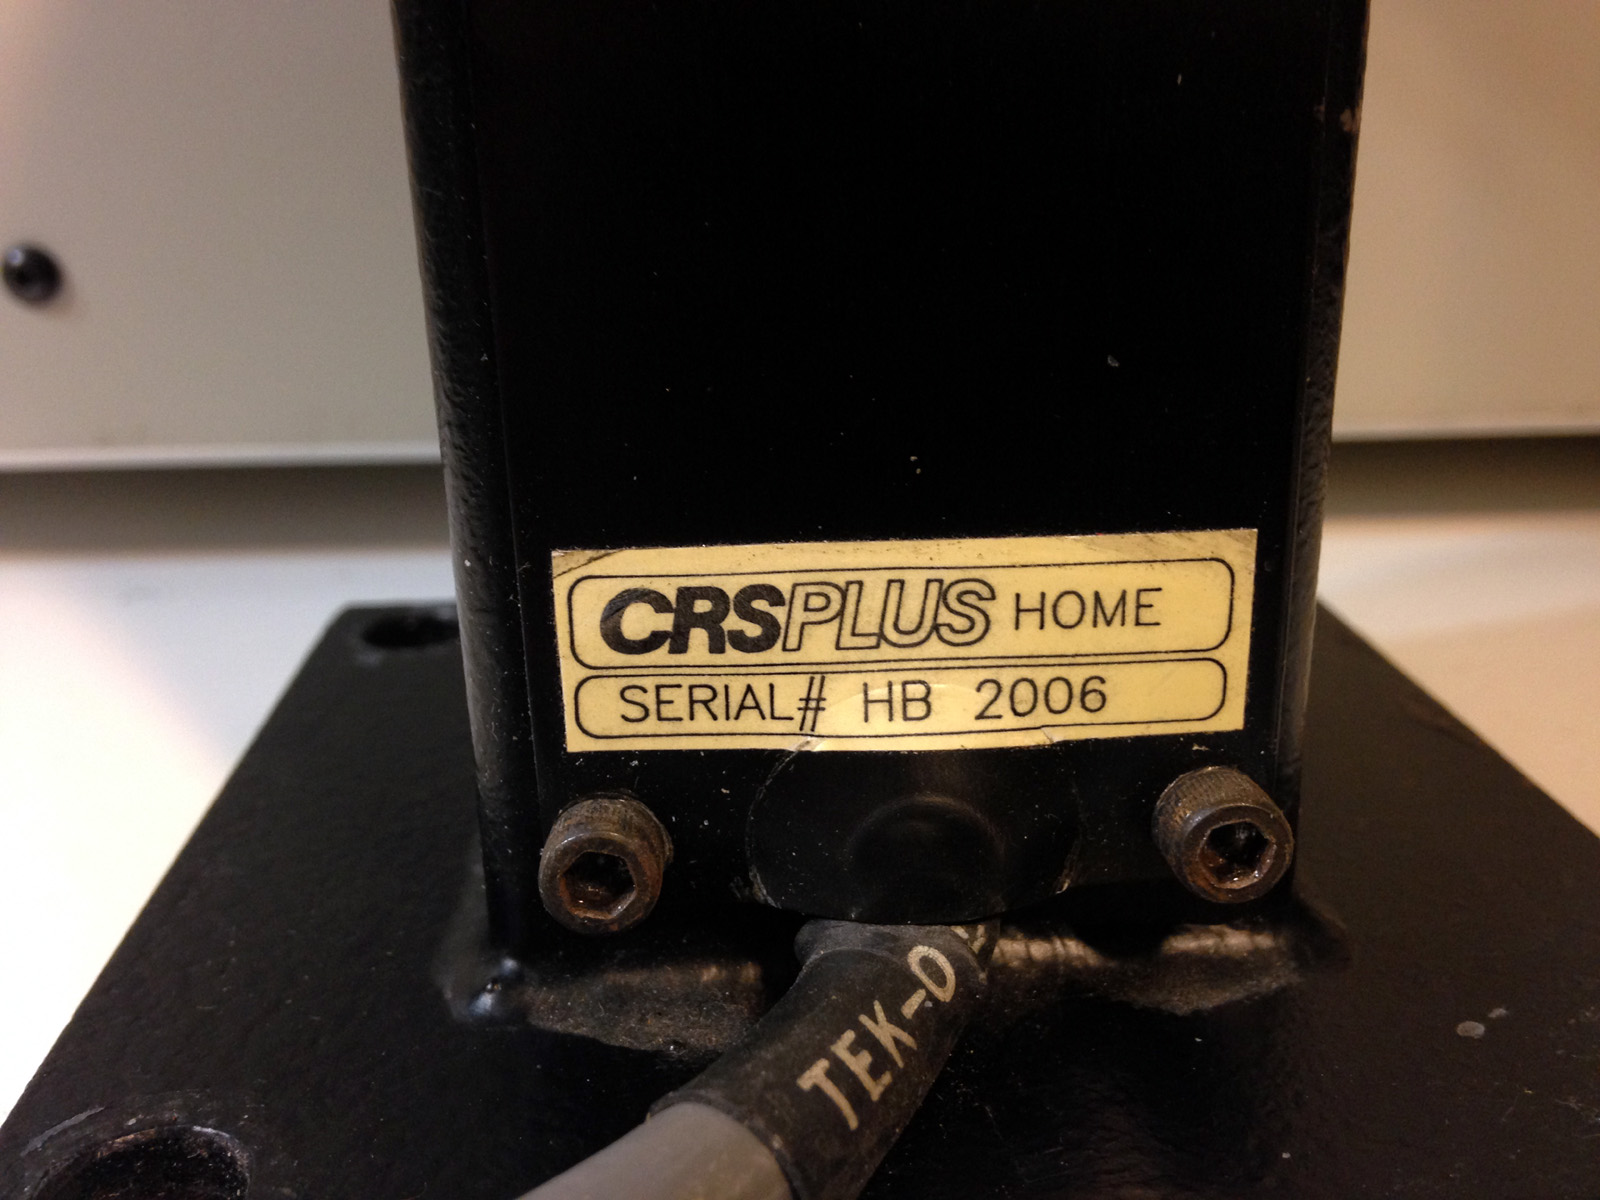 CRSPLUS HOME
SERIAL# HB 2006
TEK-O